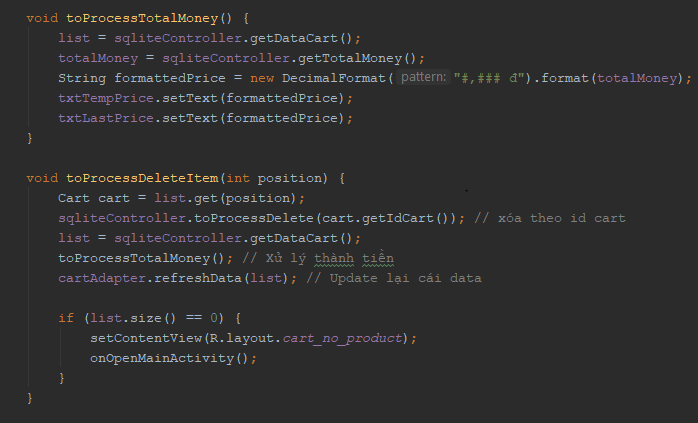 void toProcessTotalMoney() {
    list = sqliteController.getDataCart();
    totalMoney = sqliteController.getTotalMoney();
    String formattedPrice = new DecimalFormat( pattern: "#,### đ").format(totalMoney);
    txtTempPrice.setText(formattedPrice);
    txtLastPrice.setText(formattedPrice);
}

void toProcessDeleteItem(int position) {
    Cart cart = list.get(position);
    sqliteController.toProcessDelete(cart.getIdCart()); // xóa theo id cart
    list = sqliteController.getDataCart();
    toProcessTotalMoney(); // Xử lý thành tiền
    cartAdapter.refreshData(list); // Update lại cái data

    if (list.size() == 0) {
        setContentView(R.layout.cart_no_product);
        onOpenMainActivity();
    }
}